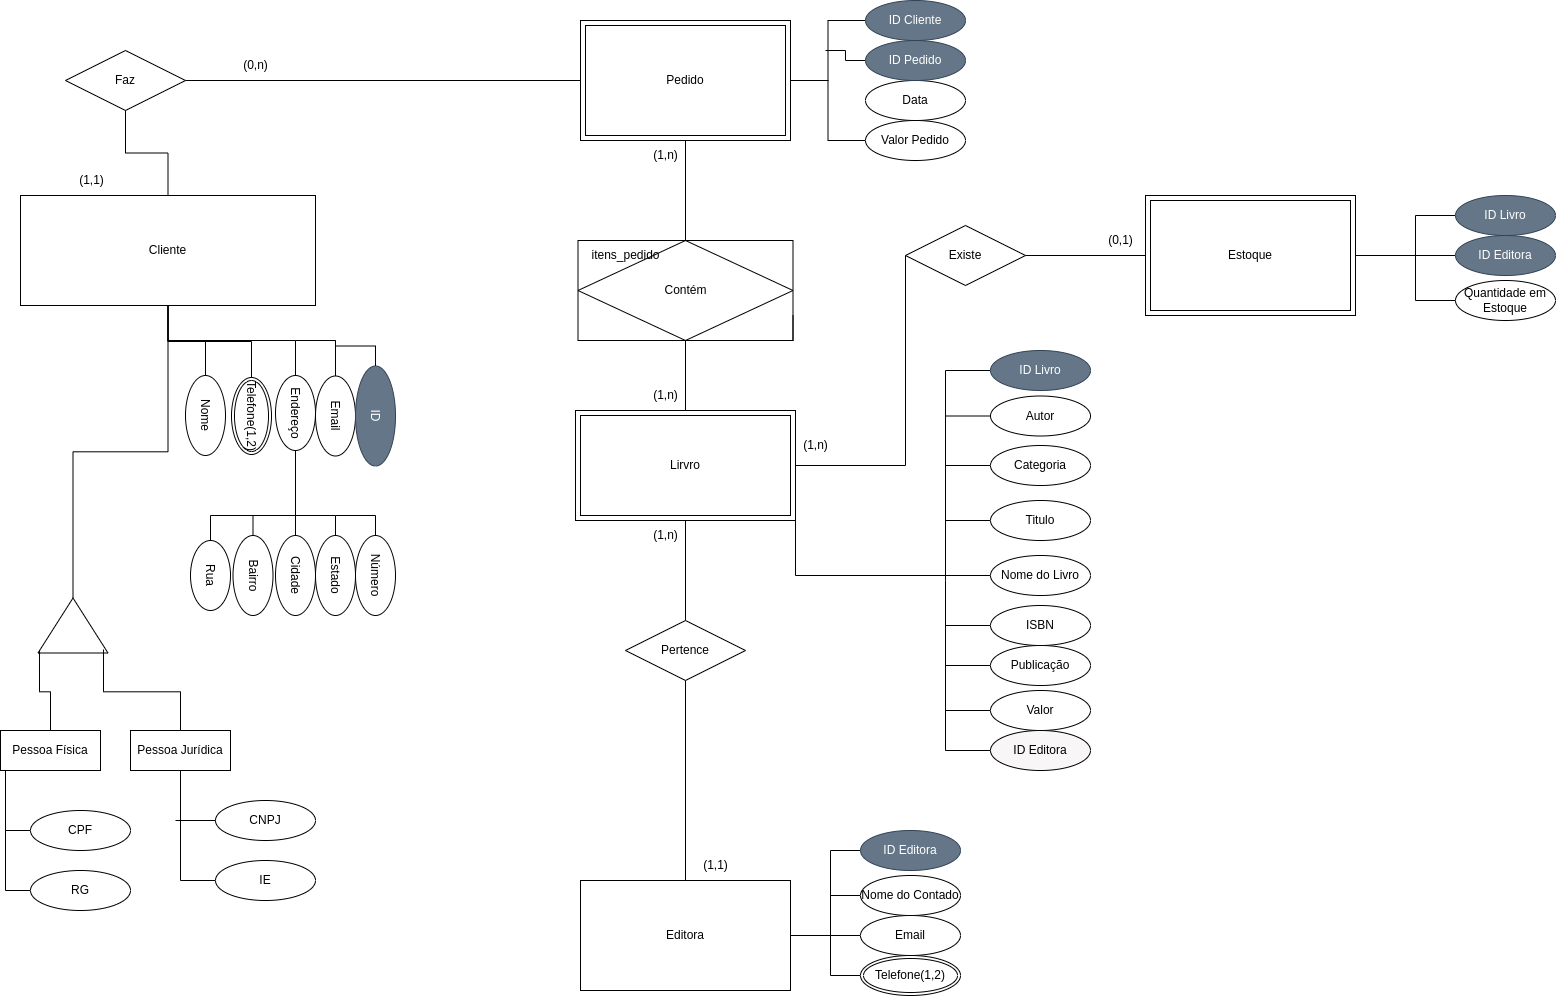 ID Cliente
Faz
(0,n)
Pedido
ID Pedido
Data
Valor Pedido
(1,n)
(1,1)
Cliente
itens_pedido
Contém
Existe
(0,1)
Estoque
ID Livro
ID Editora
Quantidade em
Estoque
Nome
Telefone(1,2)
Endereço
Email
ID
(1,n)
Lirvro
(1,n)
ID Livro
Autor
Categoria
Titulo
Nome do Livro
ISBN
Publicação
Valor
ID Editora
(1,n)
Rua
Bairro
Cidade
Estado
Número
Pertence
Pessoa Física
Pessoa Jurídica
CPF
RG
CNPJ
IE
(1,1)
Editora
ID Editora
Nome do Contado
Email
Telefone(1,2)